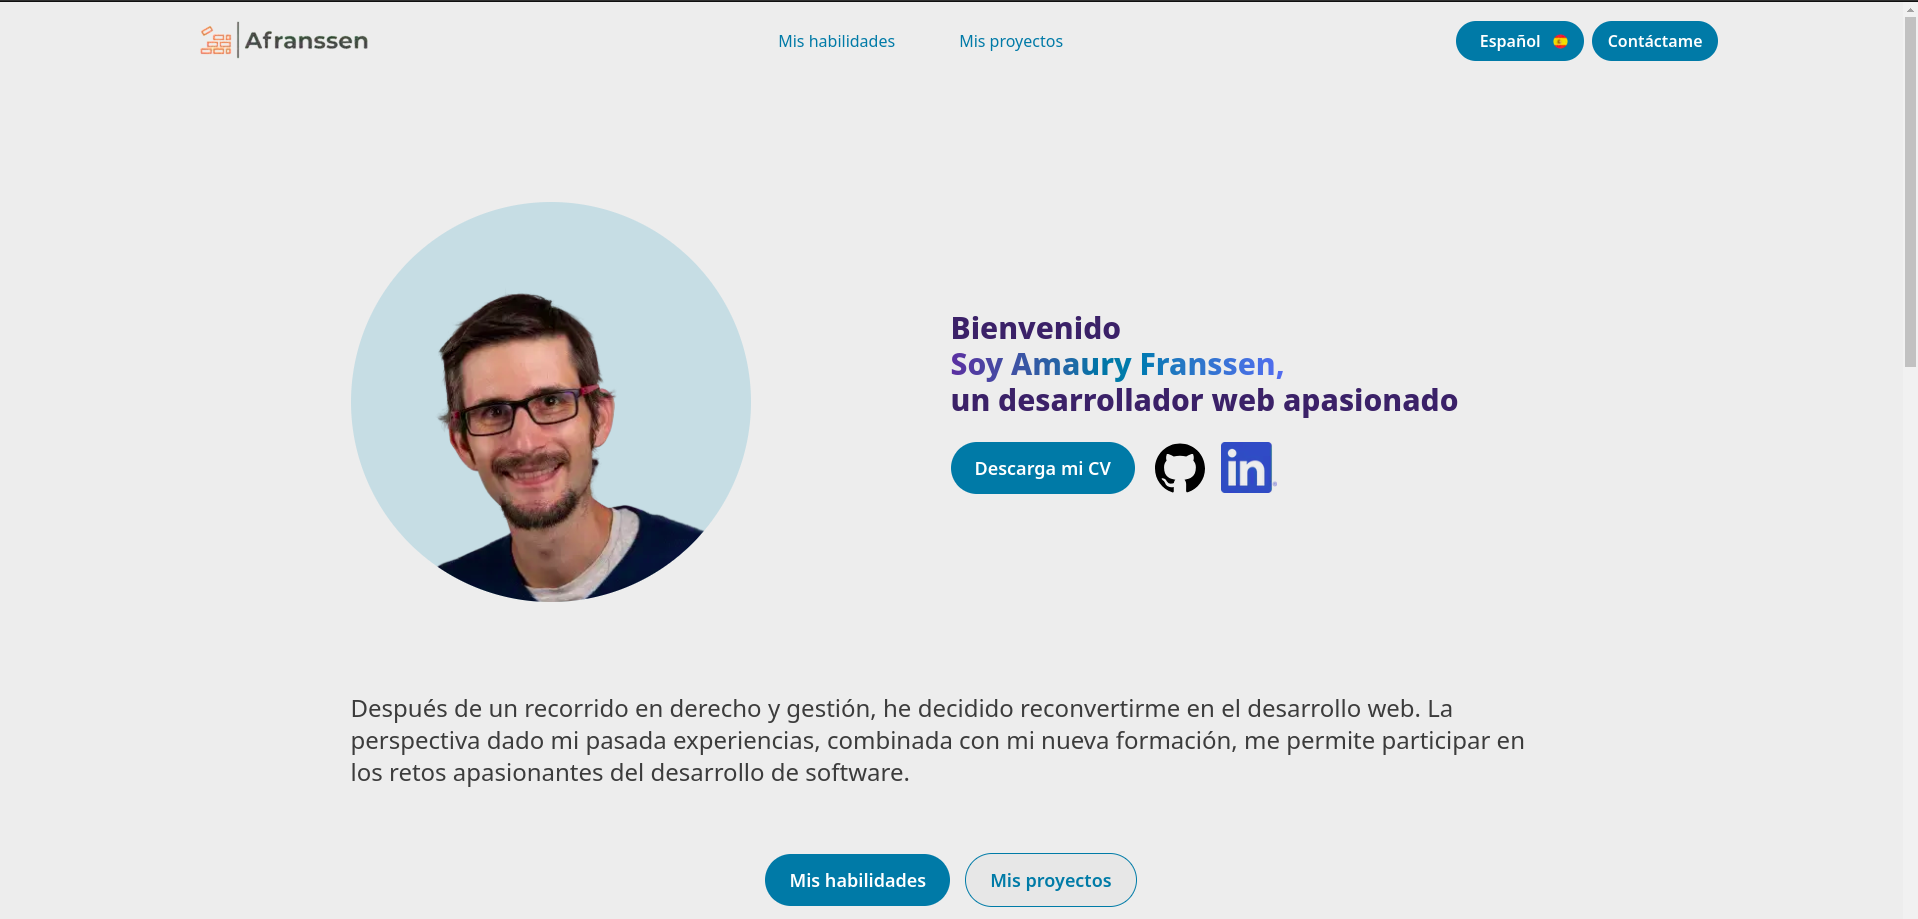 Afranssen
Mis habilidades
Mis proyectos
Español
Contáctame
Bienvenido
Soy Amaury Franssen,
un desarrollador web apasionado
Descarga mi CV
in
Después de un recorrido en derecho y gestión, he decidido reconvertirme en el desarrollo web. La
perspectiva dado mi pasada experiencias, combinada con mi nueva formación, me permite participar en
los retos apasionantes del desarrollo de software.
Mis habilidades
Mis proyectos